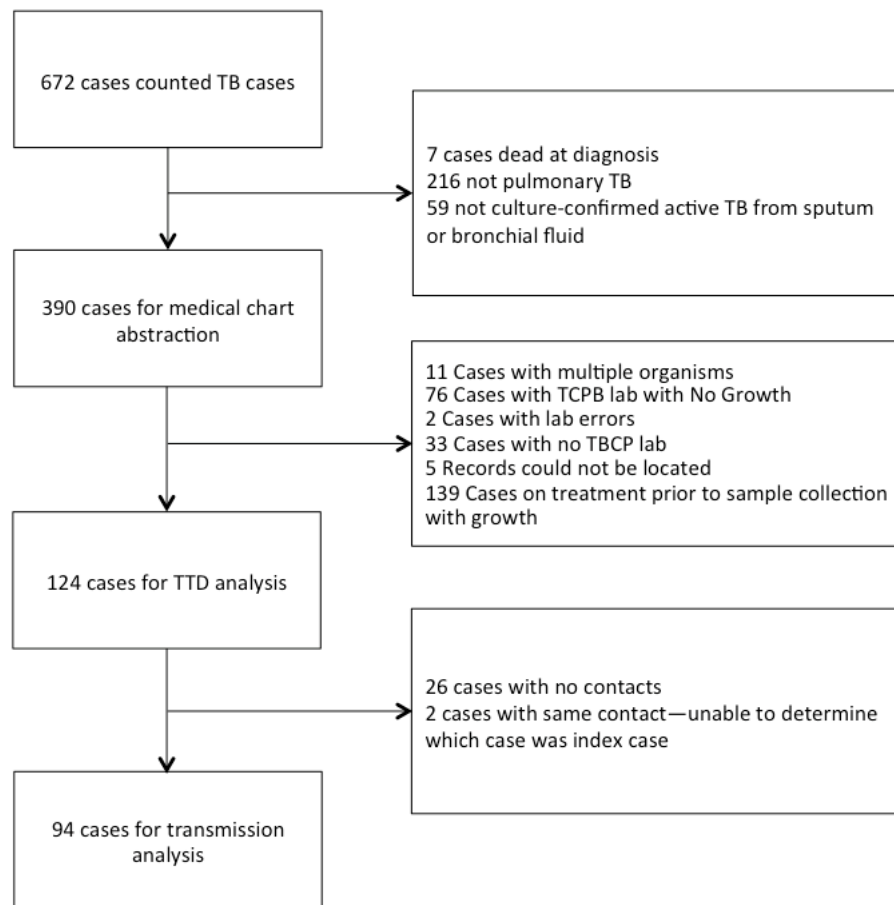 672 cases counted TB cases
7 cases dead at diagnosis
216 not pulmonary TB
59 not culture-confirmed active TB from sputum
or bronchial fluid
390 cases for medical chart
abstraction
11 Cases with multiple organisms
76 Cases with TCPB lab with No Growth
2 Cases with lab errors
33 Cases with no TBCP lab
5 Records could not be located
139 Cases on treatment prior to sample collection
with growth
124 cases for TTD analysis
26 cases with no contacts
2 cases with same contact—unable to determine
which case was index case
94 cases for transmission
analysis